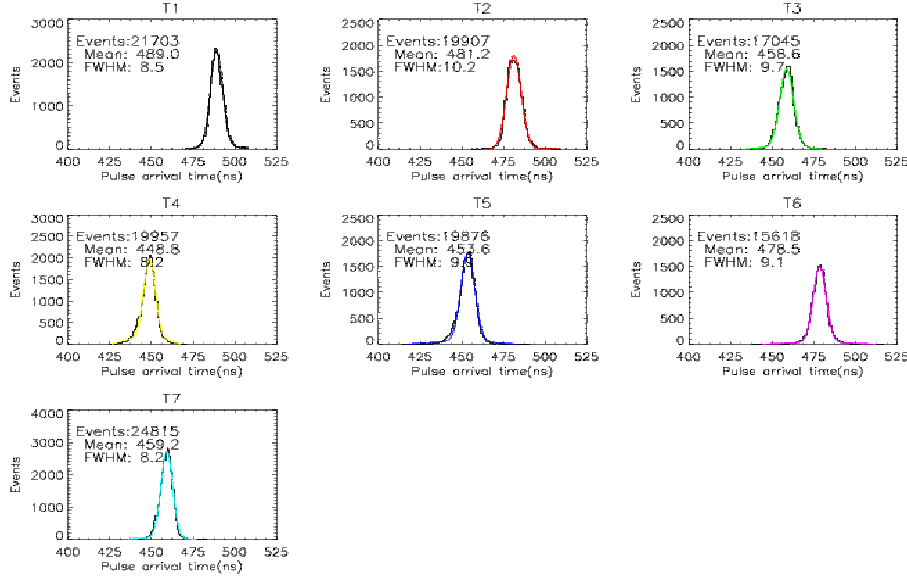 T1
3000
2000
1000
0
Events
Events:21703
Mean: 489.0
FWHM: 8.5
400 425 450 475 500 525
Pulse arrival time(ns)
T2
2500
2000
1500
1000
500
0
Events
Events:19907
Mean: 481.2
FWHM:10.2
400 425 450 475 500 525
Pulse arrival time(ns)
T3
2500
2000
1500
1000
500
0
Events
Events:17045
Mean: 458.6
FWHM: 9.7
400 425 450 475 500 525
Pulse arrival time(ns)
T4
3000
2500
2000
1500
1000
500
0
Events
Events:19957
Mean: 448.8
FWHM: 8.2
400 425 450 475 500 525
Pulse arrival time(ns)
T5
2500
2000
1500
1000
500
0
Events
Events:19876
Mean: 453.6
FWHM:
400 425 450 475 500 525
Pulse arrival time(ns)
T6
2500
2000
1500
1000
500
0
Events
Events:15618
Mean: 478.5
FWHM: 9.1
400 425 450 475 500 525
Pulse arrival time(ns)
T7
4000
3000
2000
1000
0
Events
Events:24815
Mean: 459.2
FWHM: 8.2
400 425 450 475 500 525
Pulse arrival time(ns)